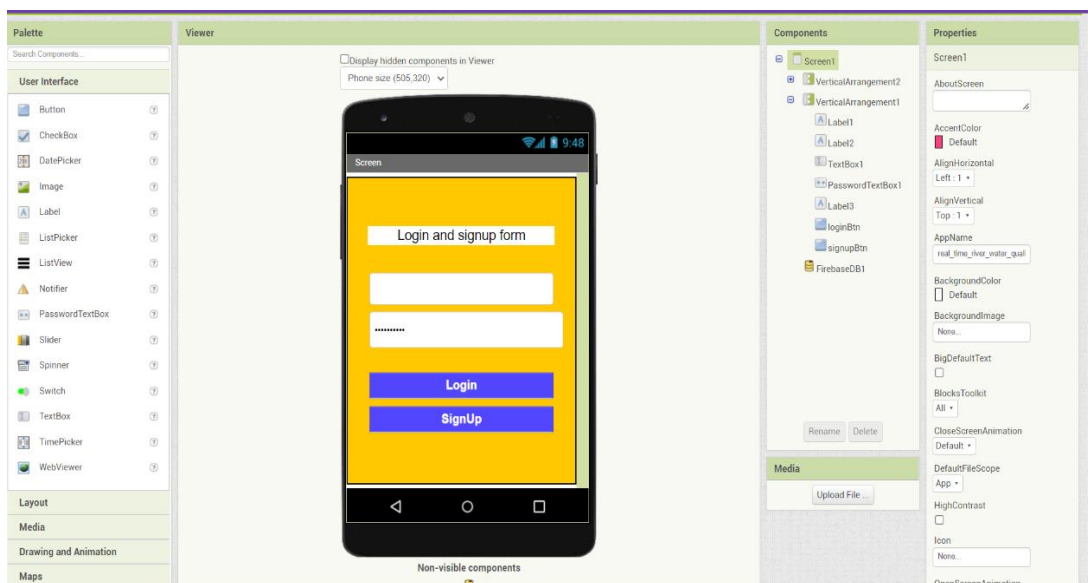 Palette
Search Components...
User Interface
Button
CheckBox
DatePicker
Image
Label
ListPicker
ListView
Notifier
PasswordTextBox
Slider
Spinner
Switch
TextBox
TimePicker
WebViewer
Layout
Media
Drawing and Animation
Maps
Viewer
Display hidden components in Viewer
Phone size (505,320)
9:48
Screen
Login and signup form
••••••••••
Login
SignUp
Non-visible components
Components
Screen1
VerticalArrangement2
VerticalArrangement1
Label1
Label2
TextBox1
PasswordTextBox1
Label3
loginBtn
signupBtn
FirebaseDB1
Rename Delete
Media
Upload File ...
Properties
Screen1
AboutScreen
AccentColor
Default
AlignHorizontal
Left : 1
AlignVertical
Top : 1
AppName
real_time_river_water_quali
BackgroundColor
Default
BackgroundImage
None...
BigDefaultText
BlocksToolkit
All
CloseScreenAnimation
Default
DefaultFileScope
App
HighContrast
Icon
None...
OpenScreenAnimation